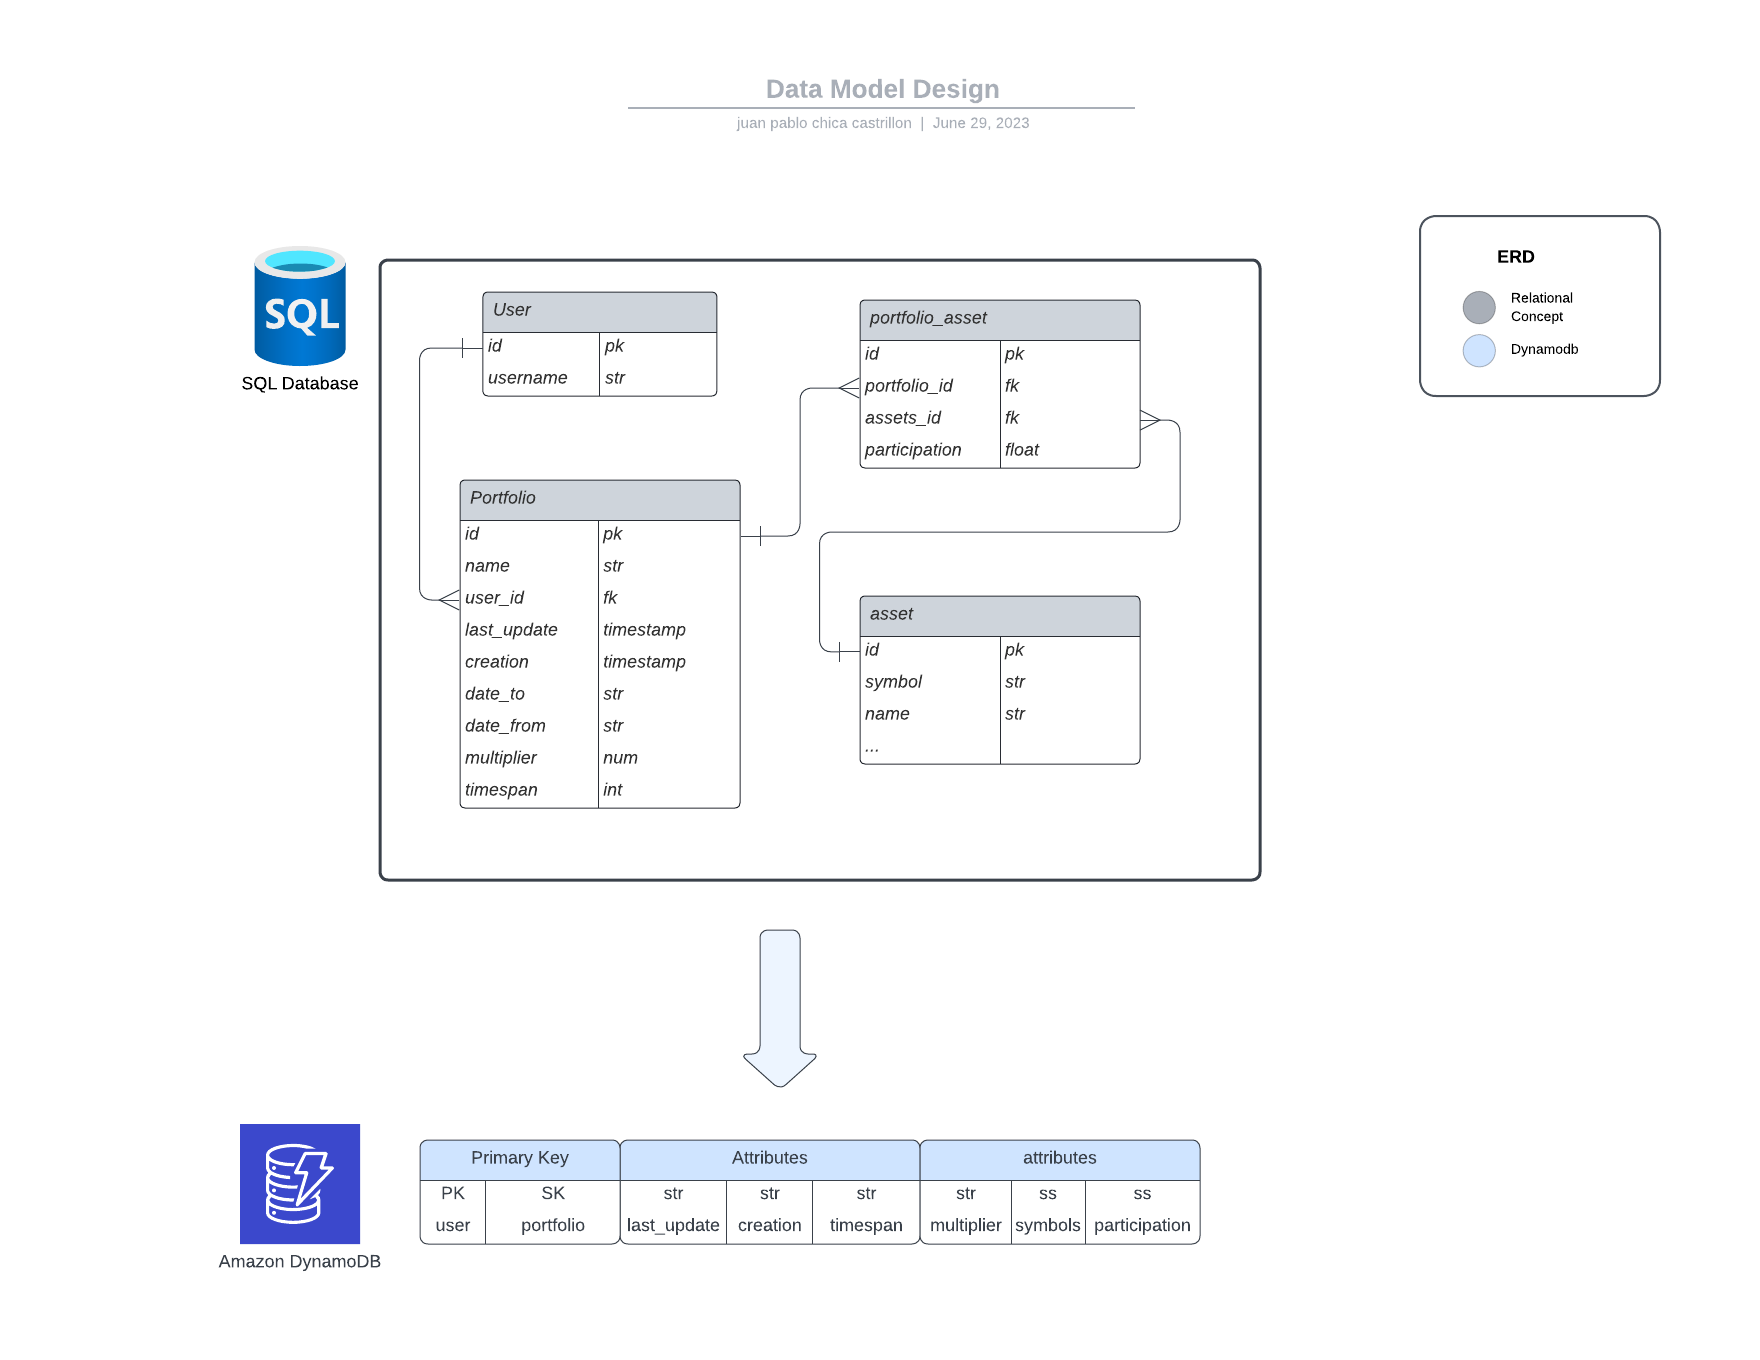 Data Model Design
juan pablo chica castrillon | June 29, 2023
SQL
SQL Database
User
id pk
username str
Portfolio
id pk
name str
user_id fk
last_update timestamp
creation timestamp
date_to str
date_from str
multiplier num
timespan int
portfolio_asset
id pk
portfolio_id fk
assets_id fk
participation float
asset
id pk
symbol str
name str
...
ERD
Relational
Concept
Dynamodb
Amazon DynamoDB
Primary Key Attributes attributes
PK SK str str str str ss ss
user portfolio last_update creation timespan multiplier symbols participation